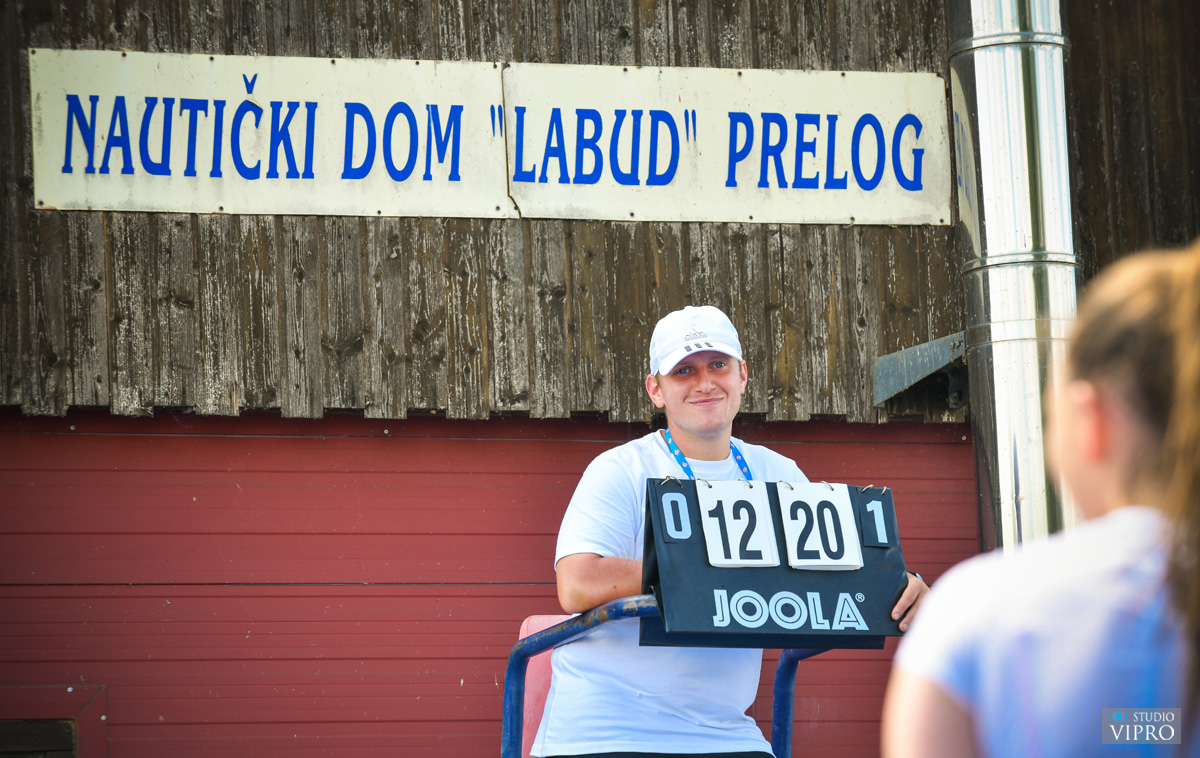 NAUTIČKI DOM "LABUD" PRELOG
0 12 20 1
JOOLA®
STUDIO
VIPRO